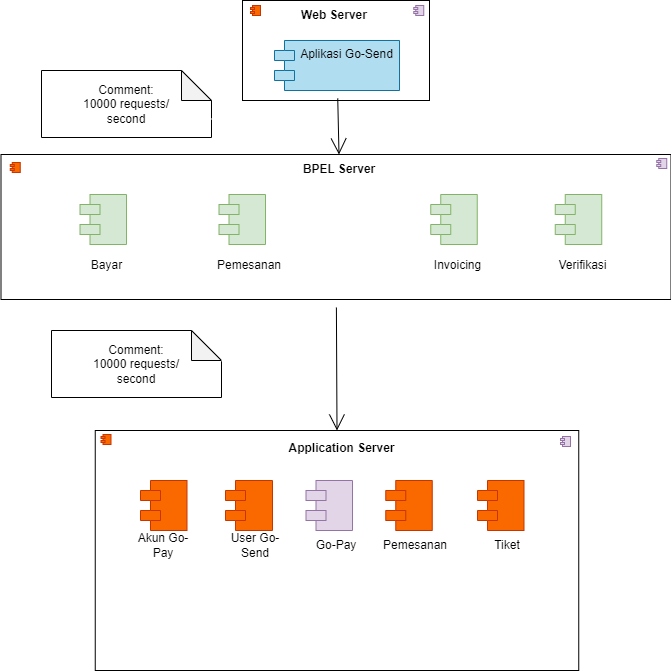 Web Server
Aplikasi Go-Send
Comment:
10000 requests/
second
BPEL Server
Bayar
Pemesanan
Invoicing
Verifikasi
Comment:
10000 requests/
second
Application Server
Akun Go-
Pay
User Go-
Send
Go-Pay
Pemesanan
Tiket